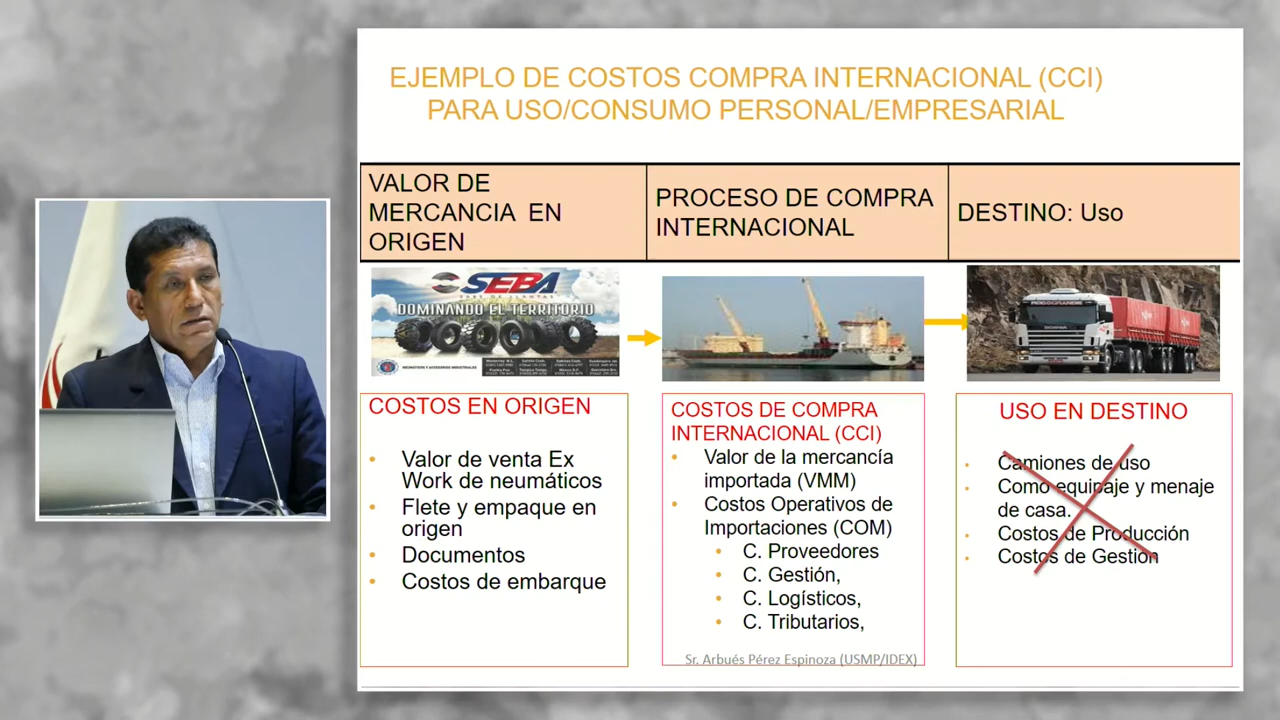 EJEMPLO DE COSTOS COMPRA INTERNACIONAL (CCI)
PARA USO/CONSUMO PERSONAL/EMPRESARIAL
VALOR DE
MERCANCIA EN
ORIGEN
PROCESO DE COMPRA
INTERNACIONAL
DESTINO: Uso
SEBA
DOMINANDO EL TERRITORIO
NEUMATICOS Y ACCESORIOS INDUSTRIALES
SCANIA
COSTOS EN ORIGEN
• Valor de venta Ex
Work de neumáticos
• Flete y empaque en
origen
• Documentos
• Costos de embarque
COSTOS DE COMPRA
INTERNACIONAL (CCI)
• Valor de la mercancía
importada (VMM)
• Costos Operativos de
Importaciones (COM)
• C. Proveedores
• C. Gestión,
• C. Logísticos,
• C. Tributarios,
Sr. Arbués Pérez Espinoza (USMP/IDEX)
USO EN DESTINO
• Camiones de uso
• Como equipaje y menaje
de casa.
• Costos de Producción
• Costos de Gestión